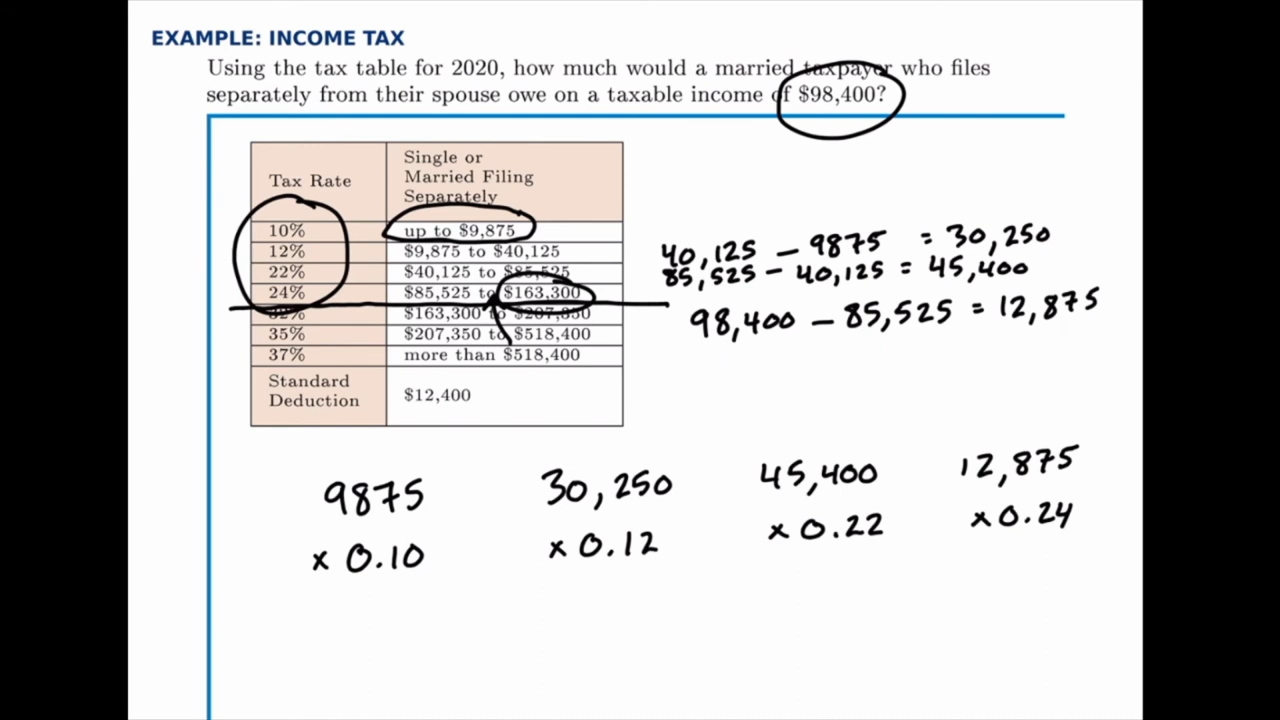 EXAMPLE: INCOME TAX
Using the tax table for 2020, how much would a married taxpayer who files
separately from their spouse owe on a taxable income of $98,400?
Tax Rate
Single or
Married Filing
Separately
10% up to $9,875
12% $9,875 to $40,125
22% $40,125 to $85,525
24% $85,525 to $163,300
32% $163,300 to $207,350
35% $207,350 to $518,400
37% more than $518,400
Standard
Deduction
$12,400
40,125 - 9875 = 30,250
85,525 - 40,125 = 45,400
98,400 - 85,525 = 12,875
9875 30,250 45,400 12,875
x 0.10 x 0.12 x 0.22 x 0.24